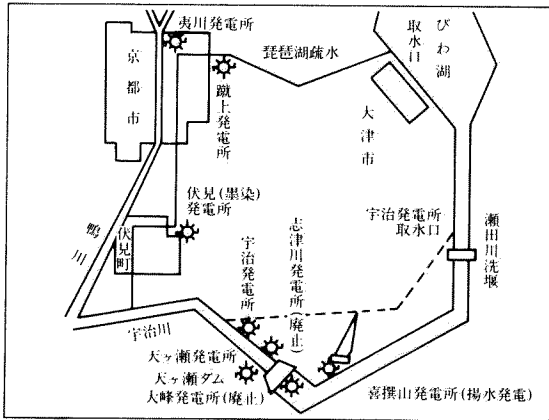 夷川発電所
琵琶湖疏水
取水口
びわ湖
京都市
蹴上発電所
大津市
伏見(墨染)
発電所
宇治発電所
取水口
瀬田川洗堰
鴨川
伏見町
宇治発電所
志津川発電所(廃止)
宇治川
天ヶ瀬発電所
天ヶ瀬ダム
大峰発電所(廃止)
喜撰山発電所(揚水発電)